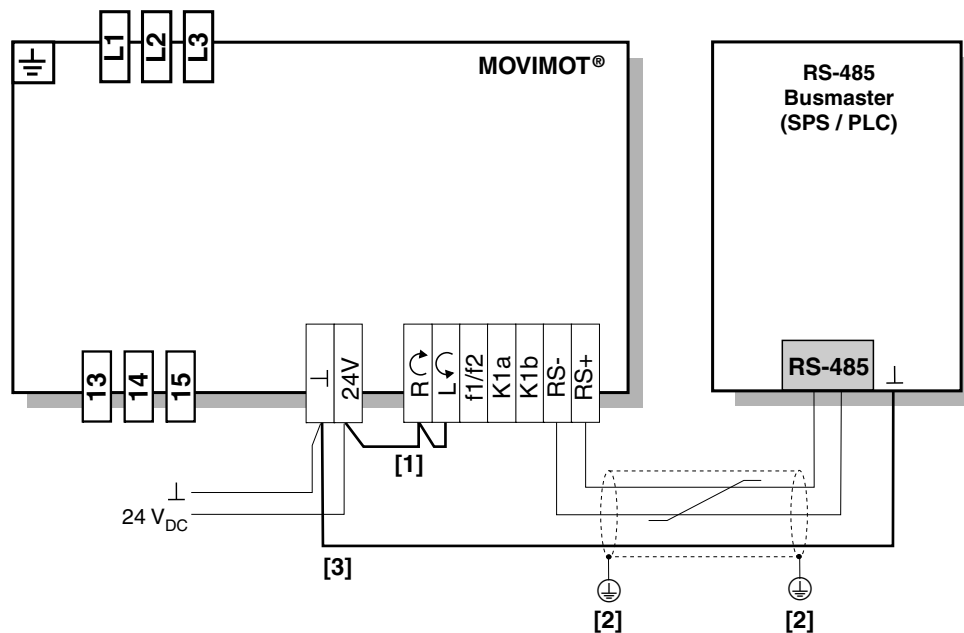 L1
L2
L3
MOVIMOT®
RS-485
Busmaster
(SPS / PLC)
13
14
15
⊥
24V
R
L
f1/f2
K1a
K1b
RS-
RS+
RS-485
⊥
[1]
⊥
24 VDC
[3]
[2]
[2]